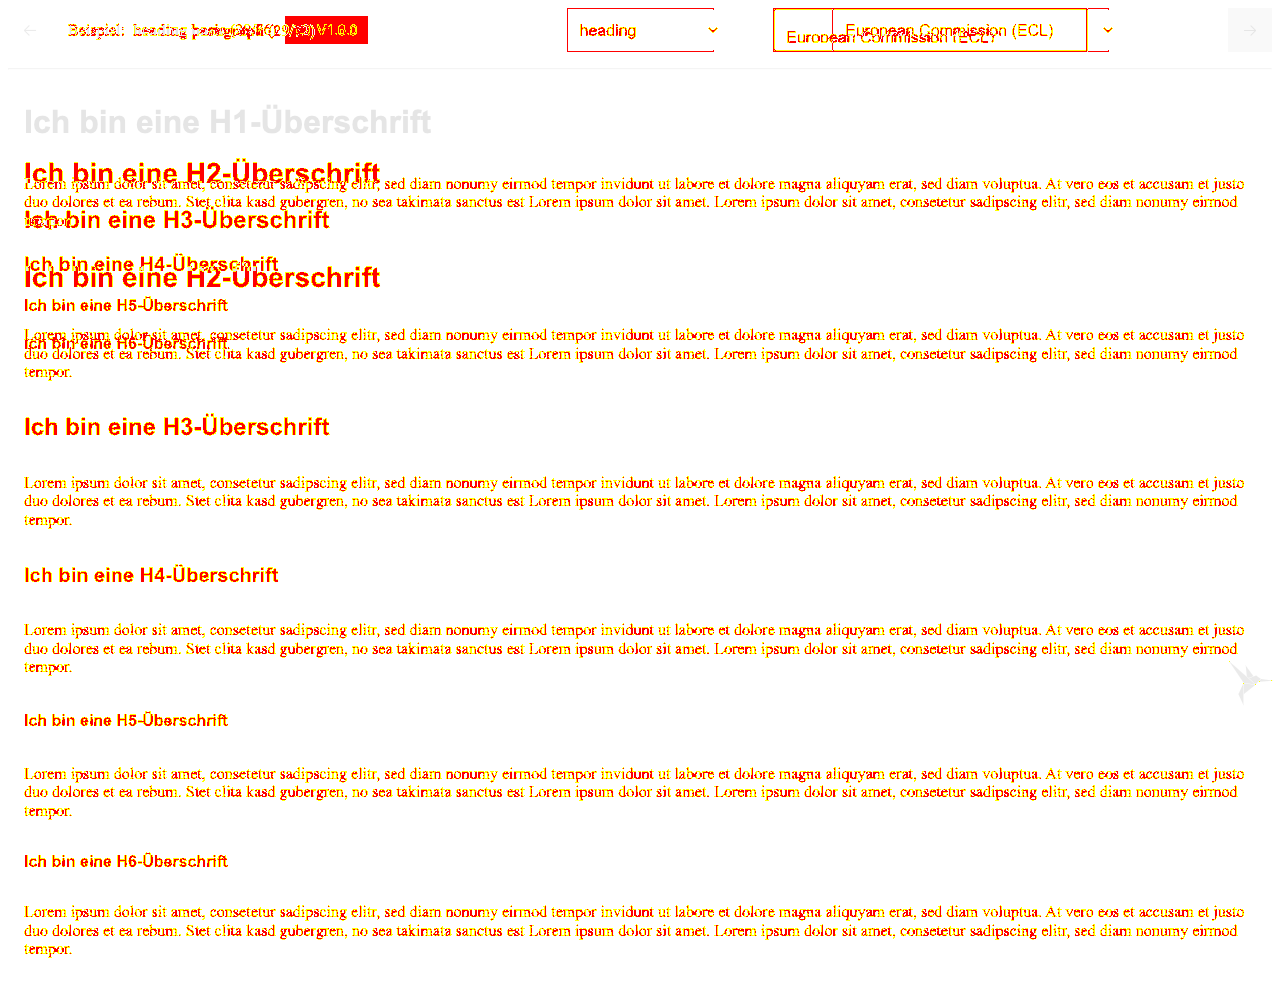 heading
European Commission (ECL)
European Commission (ECL)
Ich bin eine H1-Überschrift
Ich bin eine H2-Überschrift
Lorem ipsum dolor sit amet, consetetur sadipscing elitr, sed diam nonumy eirmod tempor invidunt ut labore et dolore magna aliquyam erat, sed diam voluptua. At vero eos et accusam et justo
duo dolores et ea rebum. Stet clita kasd gubergren, no sea takimata sanctus est Lorem ipsum dolor sit amet. Lorem ipsum dolor sit amet, consetetur sadipscing elitr, sed diam nonumy eirmod
tempor.
Ich bin eine H3-Überschrift
Ich bin eine H4-Überschrift
Ich bin eine H2-Überschrift
Ich bin eine H5-Überschrift
Lorem ipsum dolor sit amet, consetetur sadipscing elitr, sed diam nonumy eirmod tempor invidunt ut labore et dolore magna aliquyam erat, sed diam voluptua. At vero eos et accusam et justo
Ich bin eine H6-Überschrift
duo dolores et ea rebum. Stet clita kasd gubergren, no sea takimata sanctus est Lorem ipsum dolor sit amet. Lorem ipsum dolor sit amet, consetetur sadipscing elitr, sed diam nonumy eirmod
tempor.
Ich bin eine H3-Überschrift
Lorem ipsum dolor sit amet, consetetur sadipscing elitr, sed diam nonumy eirmod tempor invidunt ut labore et dolore magna aliquyam erat, sed diam voluptua. At vero eos et accusam et justo
duo dolores et ea rebum. Stet clita kasd gubergren, no sea takimata sanctus est Lorem ipsum dolor sit amet. Lorem ipsum dolor sit amet, consetetur sadipscing elitr, sed diam nonumy eirmod
tempor.
Ich bin eine H4-Überschrift
Lorem ipsum dolor sit amet, consetetur sadipscing elitr, sed diam nonumy eirmod tempor invidunt ut labore et dolore magna aliquyam erat, sed diam voluptua. At vero eos et accusam et justo
duo dolores et ea rebum. Stet clita kasd gubergren, no sea takimata sanctus est Lorem ipsum dolor sit amet. Lorem ipsum dolor sit amet, consetetur sadipscing elitr, sed diam nonumy eirmod
tempor.
Ich bin eine H5-Überschrift
Lorem ipsum dolor sit amet, consetetur sadipscing elitr, sed diam nonumy eirmod tempor invidunt ut labore et dolore magna aliquyam erat, sed diam voluptua. At vero eos et accusam et justo
duo dolores et ea rebum. Stet clita kasd gubergren, no sea takimata sanctus est Lorem ipsum dolor sit amet. Lorem ipsum dolor sit amet, consetetur sadipscing elitr, sed diam nonumy eirmod
tempor.
Ich bin eine H6-Überschrift
Lorem ipsum dolor sit amet, consetetur sadipscing elitr, sed diam nonumy eirmod tempor invidunt ut labore et dolore magna aliquyam erat, sed diam voluptua. At vero eos et accusam et justo
duo dolores et ea rebum. Stet clita kasd gubergren, no sea takimata sanctus est Lorem ipsum dolor sit amet. Lorem ipsum dolor sit amet, consetetur sadipscing elitr, sed diam nonumy eirmod
tempor.